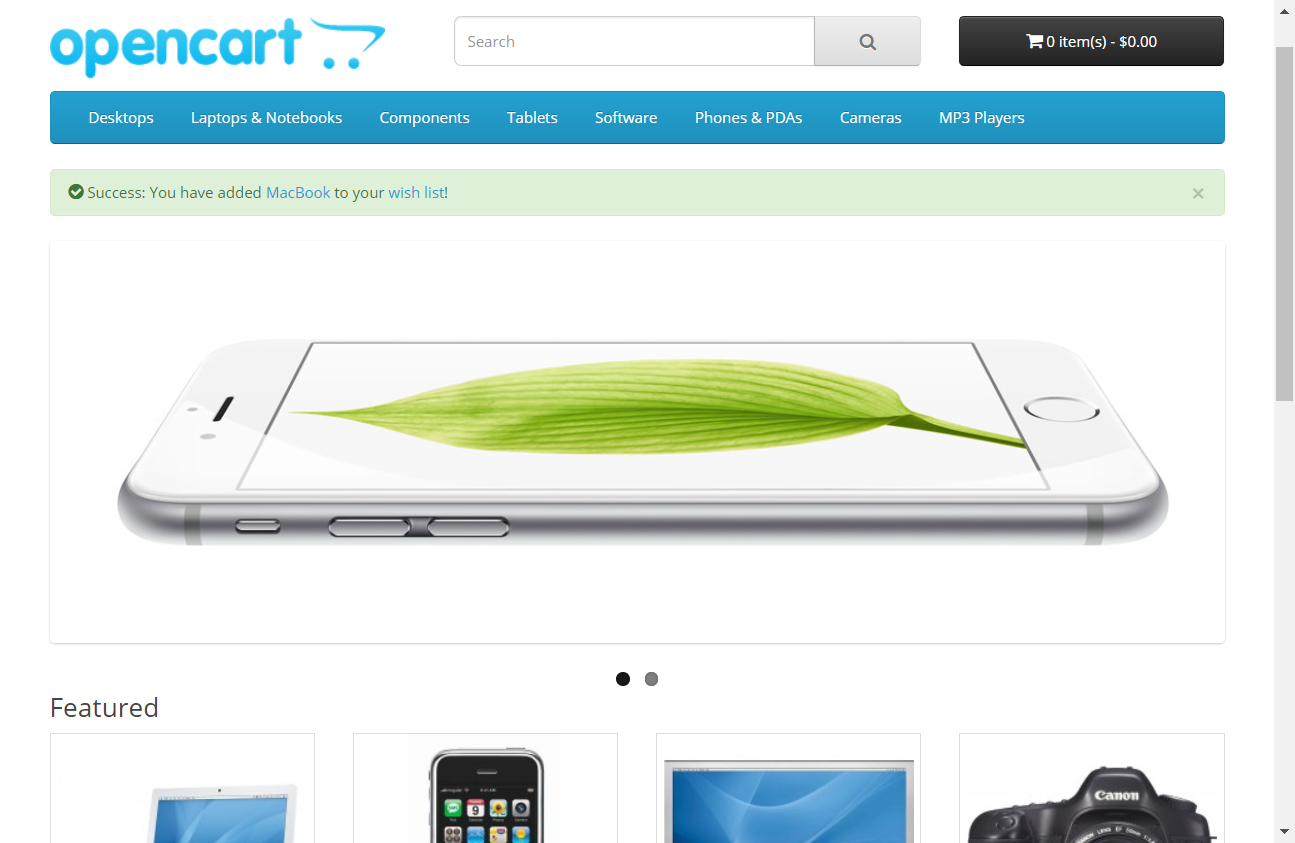 opencart
Search
0 item(s) - $0.00
Desktops
Laptops & Notebooks
Components
Tablets
Software
Phones & PDAs
Cameras
MP3 Players
Success: You have added MacBook to your wish list!
×
Featured
9
Canon